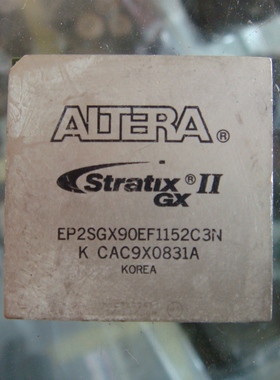 ALTERA®
Stratix® II
GX
EP2SGX90EF1152C3N
K CAC9X0831A
KOREA